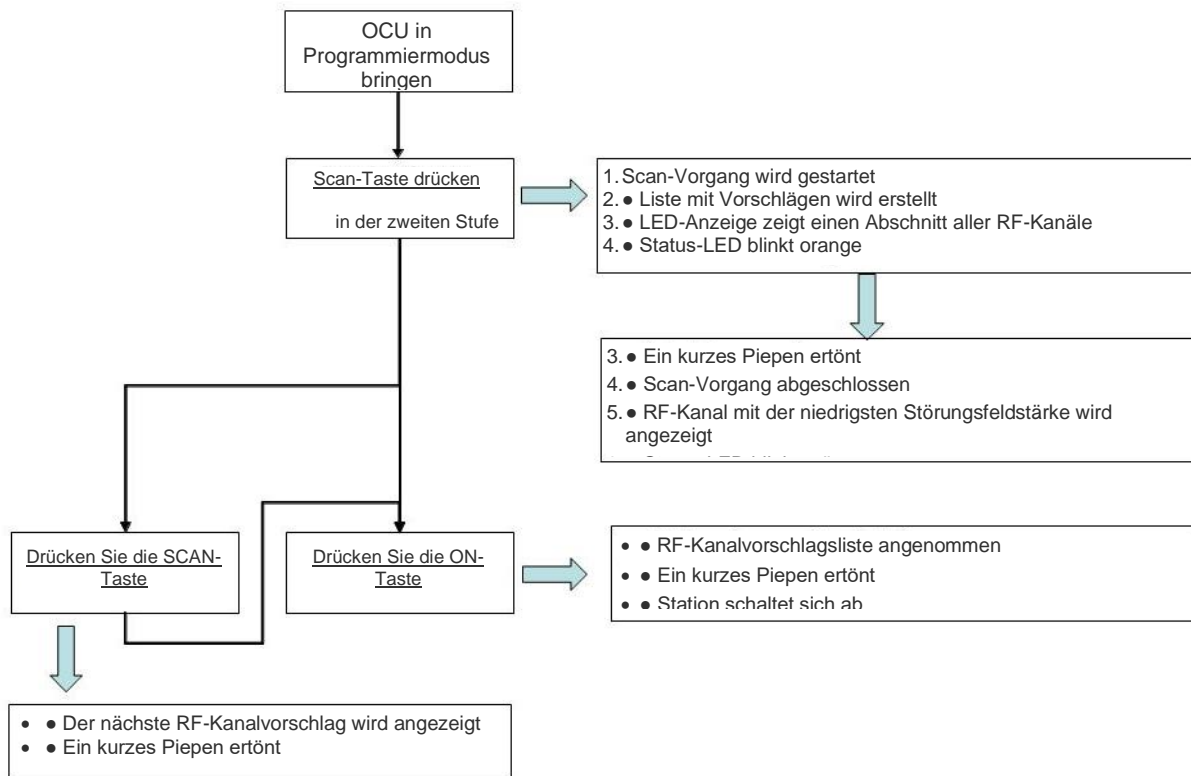 OCU in
Programmiermodus
bringen
Scan-Taste drücken
in der zweiten Stufe
1. Scan-Vorgang wird gestartet
2. ● Liste mit Vorschlägen wird erstellt
3. ● LED-Anzeige zeigt einen Abschnitt aller RF-Kanäle
4. ● Status-LED blinkt orange
3. ● Ein kurzes Piepen ertönt
4. ● Scan-Vorgang abgeschlossen
5. ● RF-Kanal mit der niedrigsten Störungsfeldstärke wird
angezeigt
Drücken Sie die SCAN-
Taste
Drücken Sie die ON-
Taste
• ● RF-Kanalvorschlagsliste angenommen
• ● Ein kurzes Piepen ertönt
• ● Station schaltet sich ab
• ● Der nächste RF-Kanalvorschlag wird angezeigt
• ● Ein kurzes Piepen ertönt